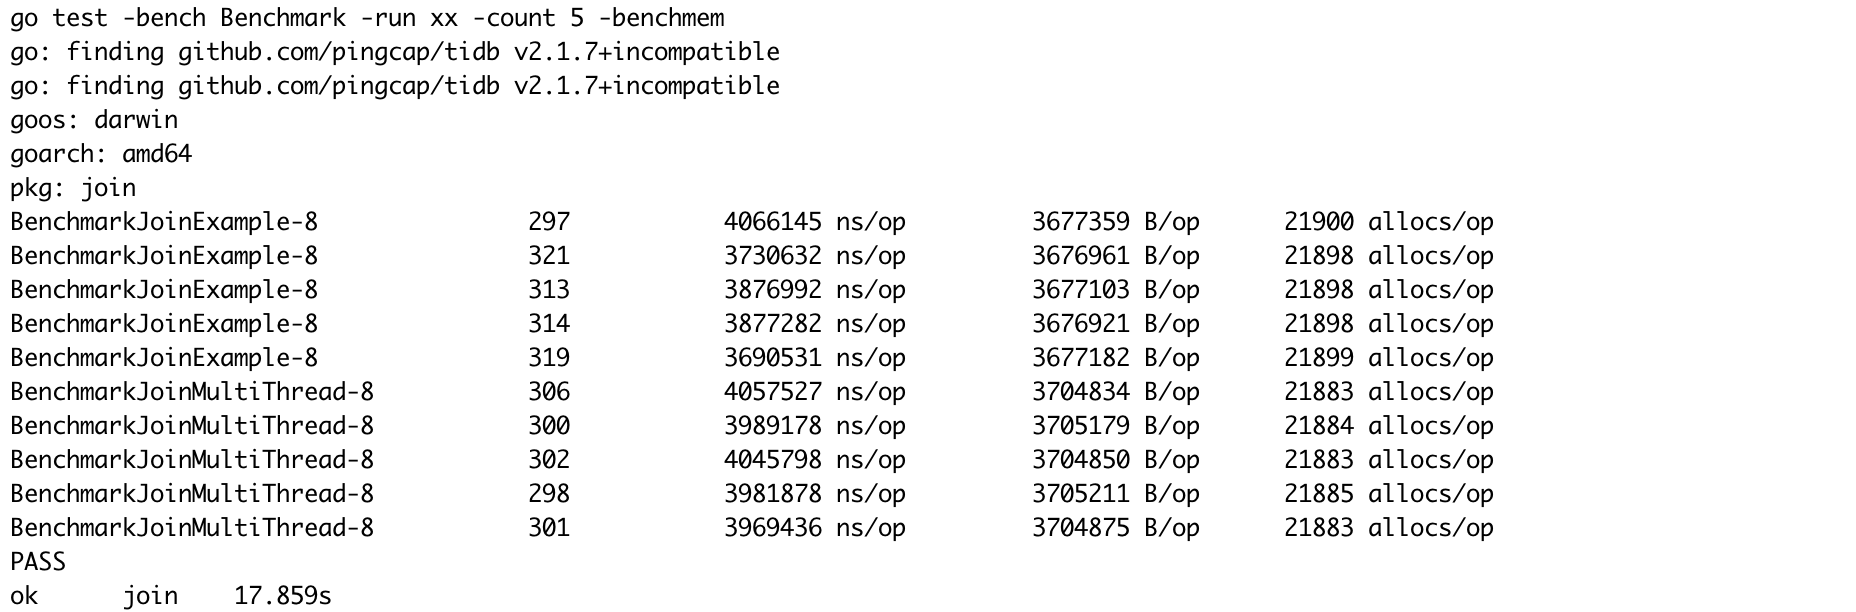 go test -bench Benchmark -run xx -count 5 -benchmem
go: finding github.com/pingcap/tidb v2.1.7+incompatible
go: finding github.com/pingcap/tidb v2.1.7+incompatible
goos: darwin
goarch: amd64
pkg: join
BenchmarkJoinExample-8 297 4066145 ns/op 3677359 B/op 21900 allocs/op
BenchmarkJoinExample-8 321 3730632 ns/op 3676961 B/op 21898 allocs/op
BenchmarkJoinExample-8 313 3876992 ns/op 3677103 B/op 21898 allocs/op
BenchmarkJoinExample-8 314 3877282 ns/op 3676921 B/op 21898 allocs/op
BenchmarkJoinExample-8 319 3690531 ns/op 3677182 B/op 21899 allocs/op
BenchmarkJoinMultiThread-8 306 4057527 ns/op 3704834 B/op 21883 allocs/op
BenchmarkJoinMultiThread-8 300 3989178 ns/op 3705179 B/op 21884 allocs/op
BenchmarkJoinMultiThread-8 302 4045798 ns/op 3704850 B/op 21883 allocs/op
BenchmarkJoinMultiThread-8 298 3981878 ns/op 3705211 B/op 21885 allocs/op
BenchmarkJoinMultiThread-8 301 3969436 ns/op 3704875 B/op 21883 allocs/op
PASS
ok join 17.859s